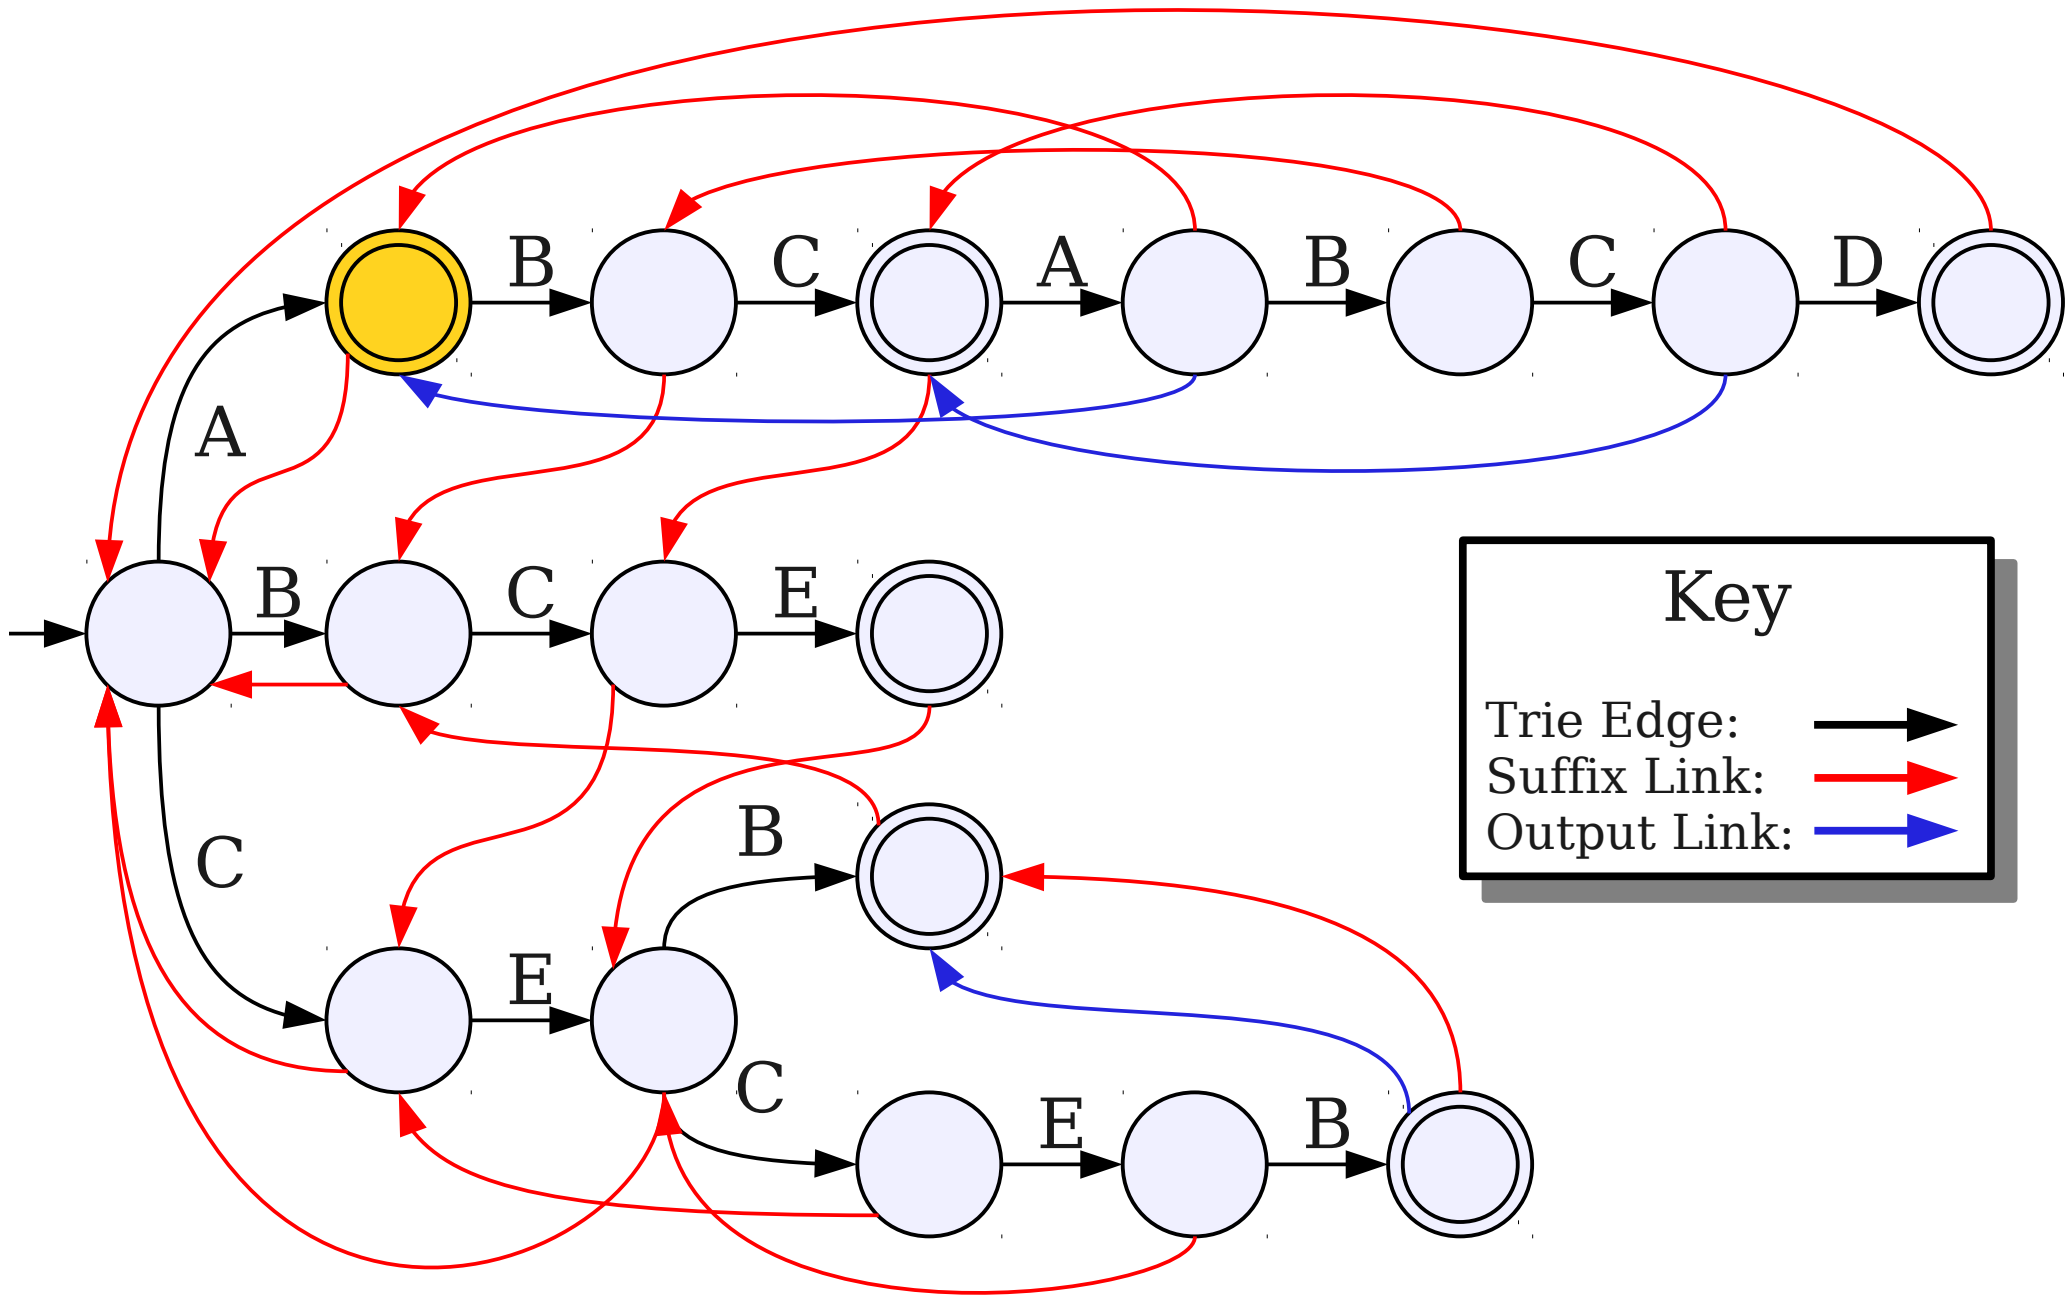 B C A B C D
A
B C E
Key
Trie Edge:
Suffix Link:
Output Link:
B
C
E
C
E B